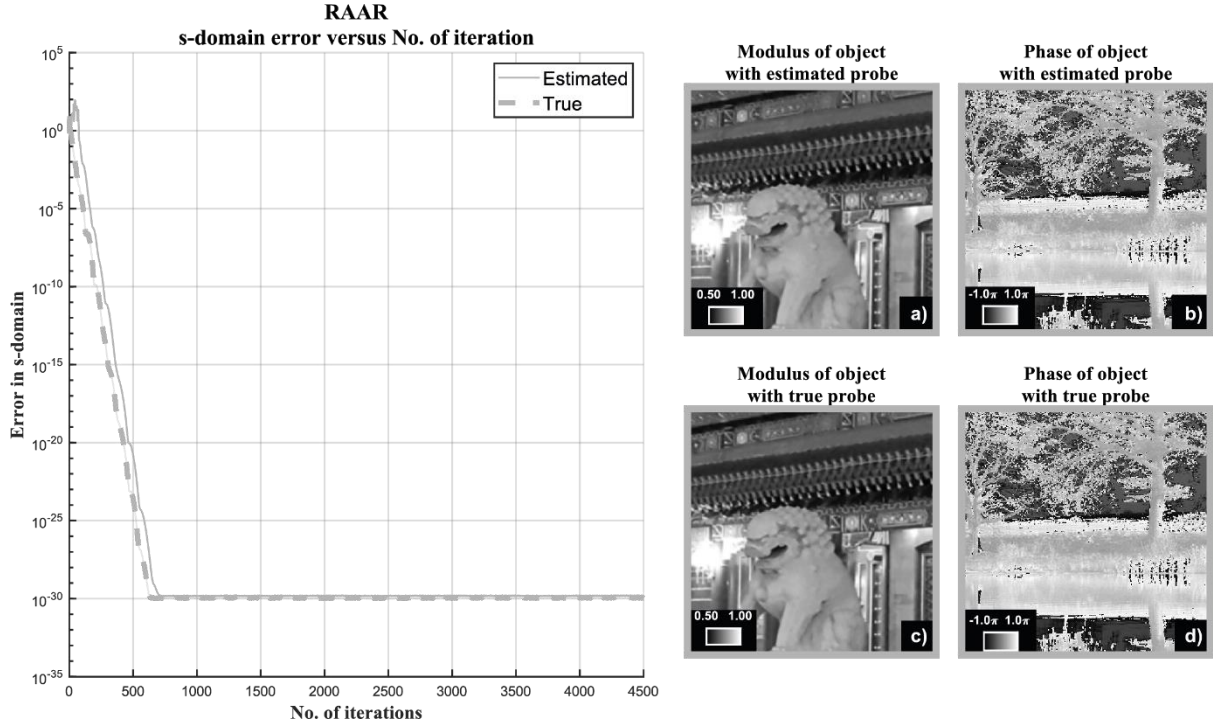 RAAR
s-domain error versus No. of iteration
Error in s-domain
10^5
10^0
10^-5
10^-10
10^-15
10^-20
10^-25
10^-30
10^-35
Estimated
True
0 500 1000 1500 2000 2500 3000 3500 4000 4500
No. of iterations
Modulus of object
with estimated probe
0.50 1.00
a)
Phase of object
with estimated probe
-1.0π 1.0π
b)
Modulus of object
with true probe
0.50 1.00
c)
Phase of object
with true probe
-1.0π 1.0π
d)